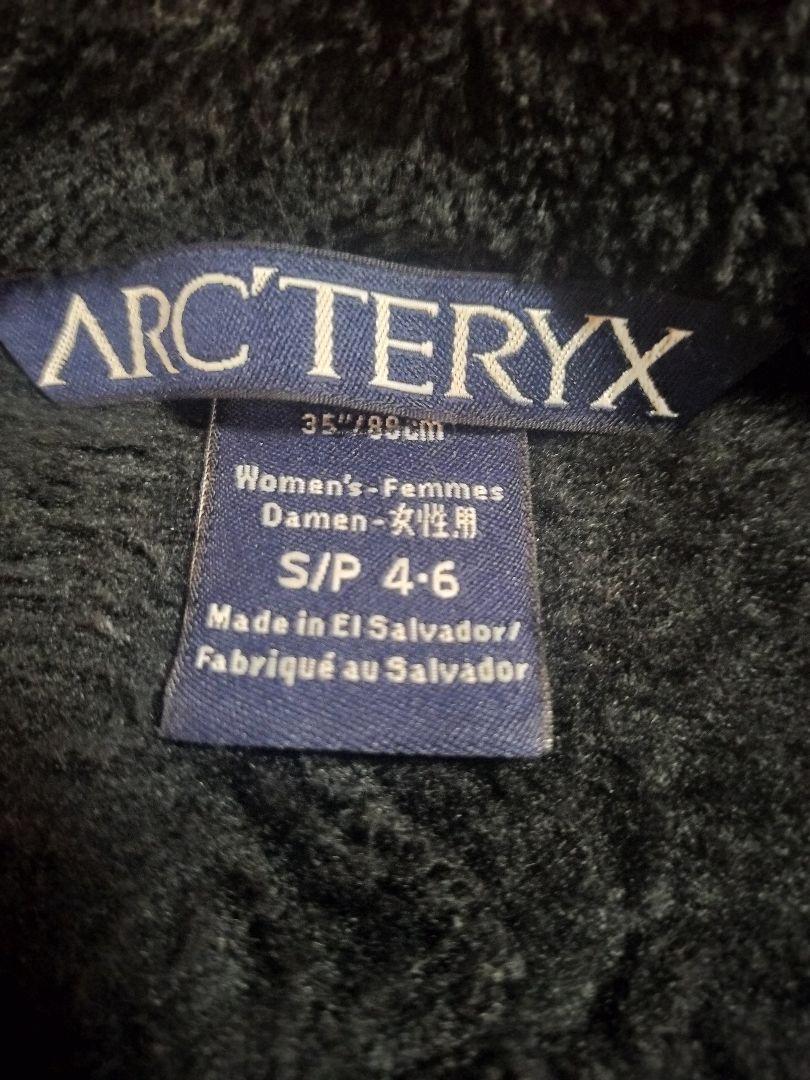 ARC'TERYX
35"/88cm
Women's-Femmes
Damen-女性用
S/P 4·6
Made in El Salvador/
Fabriqué au Salvador